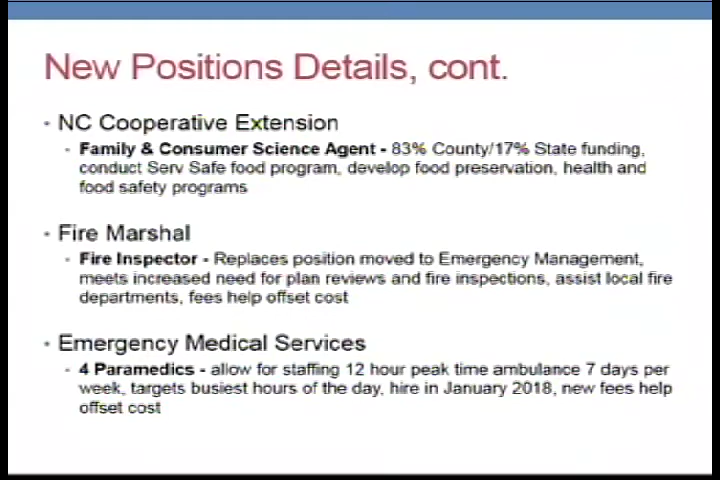 New Positions Details, cont.
• NC Cooperative Extension
• Family & Consumer Science Agent - 83% County/17% State funding,
conduct Serv Safe food program, develop food preservation, health and
food safety programs
• Fire Marshal
• Fire Inspector - Replaces position moved to Emergency Management,
meets increased need for plan reviews and fire inspections, assist local fire
departments, fees help offset cost
• Emergency Medical Services
• 4 Paramedics - allow for staffing 12 hour peak time ambulance 7 days per
week, targets busiest hours of the day, hire in January 2018, new fees help
offset cost